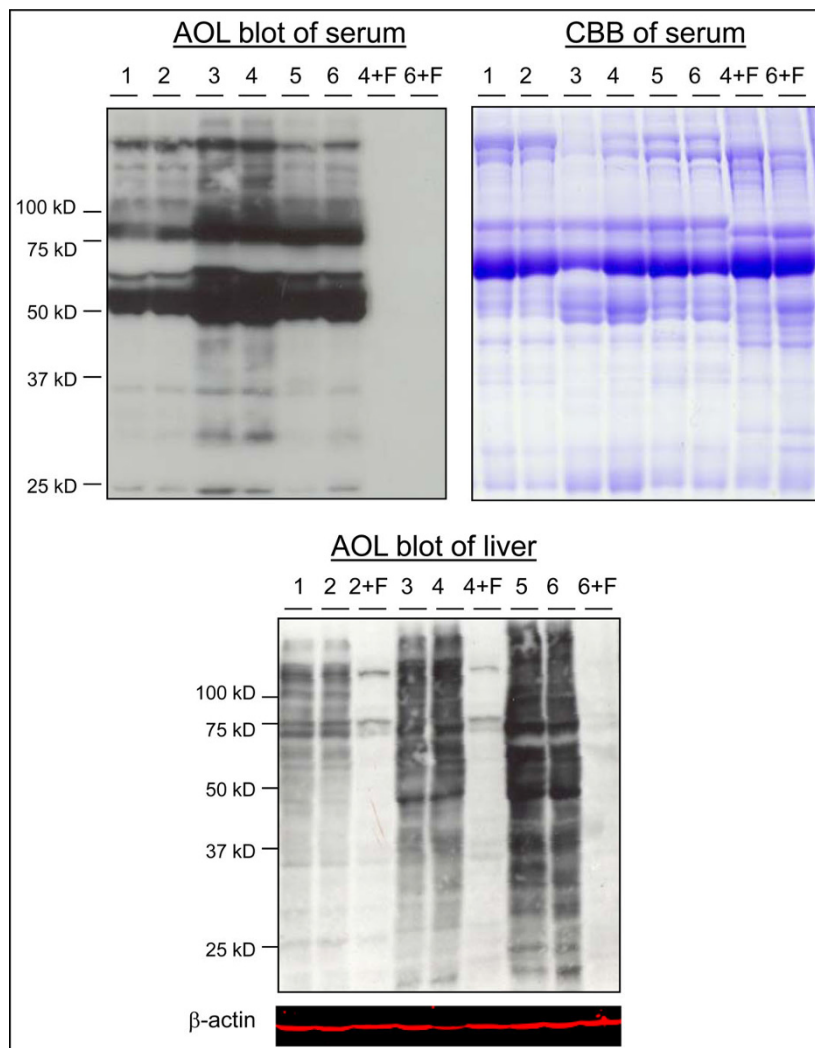 AOL blot of serum
1 2 3 4 5 6 4+F 6+F
100 kD
75 kD
50 kD
37 kD
25 kD
CBB of serum
1 2 3 4 5 6 4+F 6+F
AOL blot of liver
1 2 2+F 3 4 4+F 5 6 6+F
100 kD
75 kD
50 kD
37 kD
25 kD
β-actin